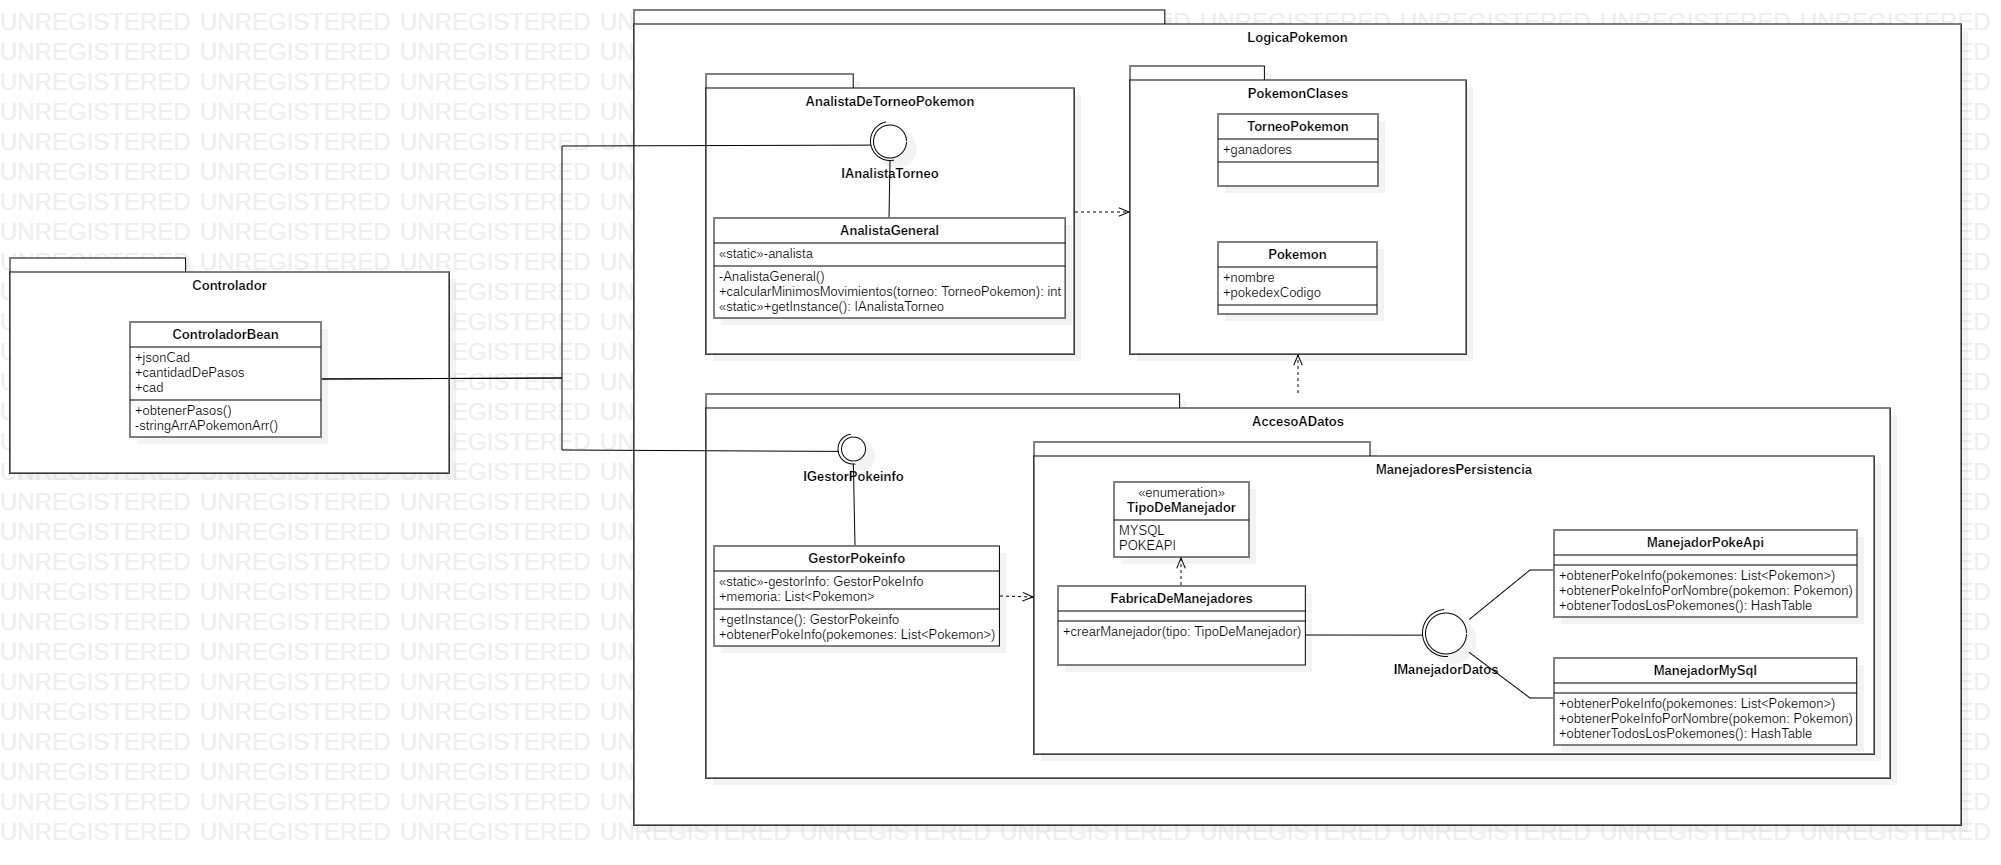 LogicaPokemon
AnalistaDeTorneoPokemon
IAnalistaTorneo
AnalistaGeneral
«static»-analista
-AnalistaGeneral()
+calcularMinimosMovimientos(torneo: TorneoPokemon): int
«static»+getInstance(): IAnalistaTorneo
PokemonClases
TorneoPokemon
+ganadores
Pokemon
+nombre
+pokedexCodigo
Controlador
ControladorBean
+jsonCad
+cantidadDePasos
+cad
+obtenerPasos()
-stringArrAPokemonArr()
AccesoADatos
IGestorPokeinfo
GestorPokeinfo
«static»-gestorInfo: GestorPokeInfo
+memoria: List<Pokemon>
+getInstance(): GestorPokeinfo
+obtenerPokeInfo(pokemones: List<Pokemon>)
ManejadoresPersistencia
«enumeration»
TipoDeManejador
MYSQL
POKEAPI
FabricaDeManejadores
+crearManejador(tipo: TipoDeManejador)
IManejadorDatos
ManejadorPokeApi
+obtenerPokeInfo(pokemones: List<Pokemon>)
+obtenerPokeInfoPorNombre(pokemon: Pokemon)
+obtenerTodosLosPokemones(): HashTable
ManejadorMySql
+obtenerPokeInfo(pokemones: List<Pokemon>)
+obtenerPokeInfoPorNombre(pokemon: Pokemon)
+obtenerTodosLosPokemones(): HashTable
UNREGISTERED